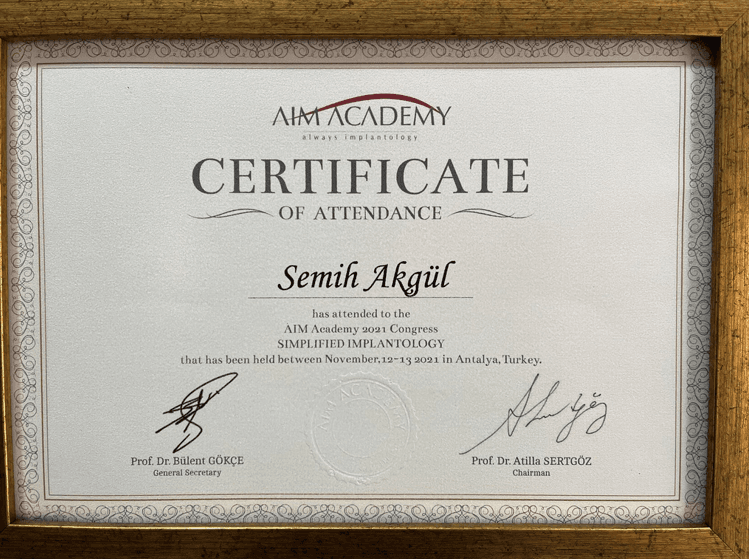 AIM ACADEMY
always implantology
CERTIFICATE
OF ATTENDANCE
Semih Akgül
has attended to the
AIM Academy 2021 Congress
SIMPLIFIED IMPLANTOLOGY
that has been held between November,12-13 2021 in Antalya, Turkey.
AIM ACADEMY
Prof. Dr. Bülent GÖKÇE
General Secretary
Prof. Dr. Atilla SERTGÖZ
Chairman